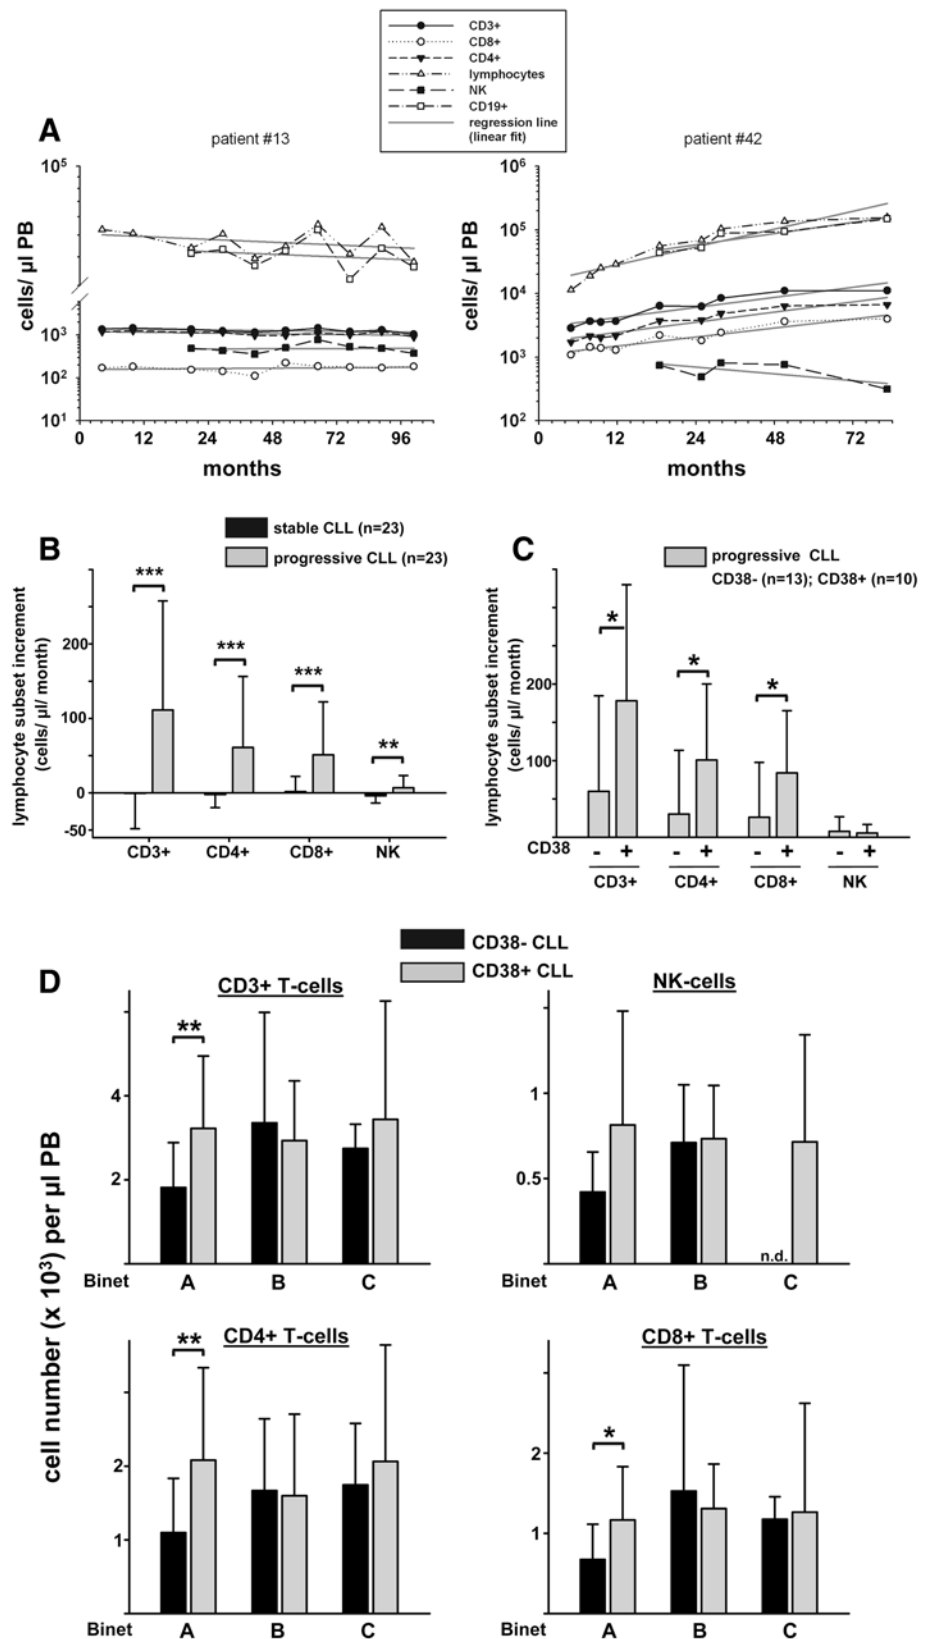 CD3+
CD8+
CD4+
lymphocytes
NK
CD19+
regression line
(linear fit)
A
patient #13
patient #42
cells/ µl PB
10⁵
10³
10²
10¹
0 12 24 48 72 96
months
cells/ µl PB
10⁶
10⁵
10⁴
10³
10²
0 12 24 48 72
months
B
stable CLL (n=23)
progressive CLL (n=23)
lymphocyte subset increment
(cells/ µl/ month)
200
100
0
-50
*** *** *** **
CD3+ CD4+ CD8+ NK
C
progressive CLL
CD38- (n=13); CD38+ (n=10)
lymphocyte subset increment
(cells/ µl/ month)
200
100
* * *
CD38 - + - + - + - +
CD3+ CD4+ CD8+ NK
CD38- CLL
CD38+ CLL
D
cell number (x 10³) per µl PB
CD3+ T-cells
**
4
2
Binet A B C
NK-cells
1
0.5
n.d.
Binet A B C
CD4+ T-cells
**
2
1
Binet A B C
CD8+ T-cells
*
2
1
Binet A B C